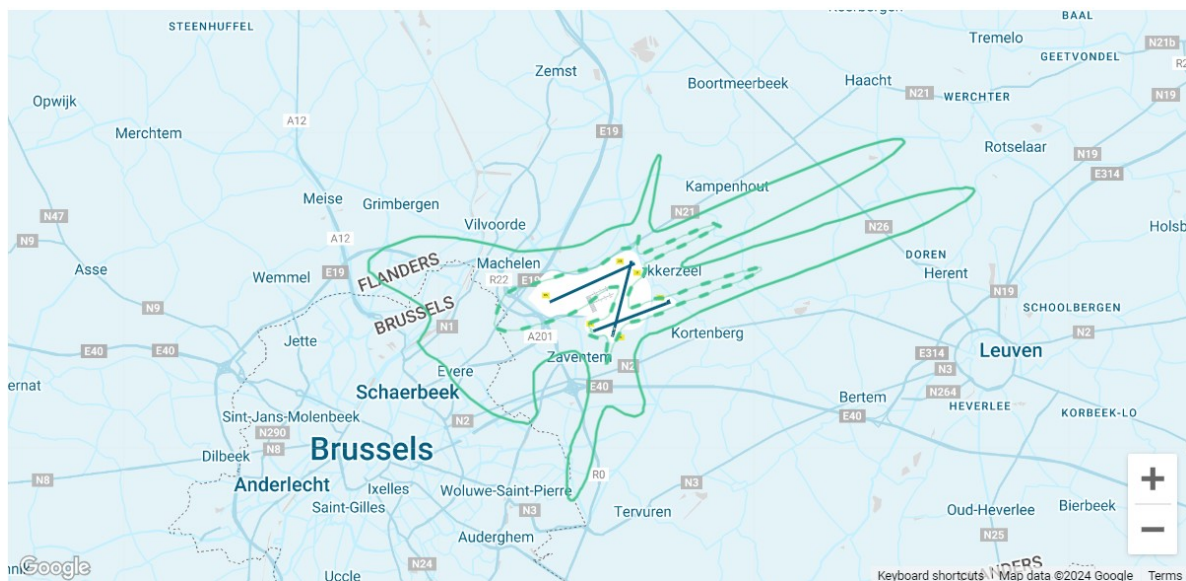 STEENHUFFEL
BAAL
Tremelo
N21b
GEETVONDEL
Zemst
Haacht
Boortmeerbeek
N21
WERCHTER
N19
Opwijk
A12
Merchtem
E19
Rotselaar
N19
E314
Kampenhout
Meise
Grimbergen
N21
N47
Vilvoorde
N26
N9
A12
DOREN
Machelen
FLANDERS
Asse
Wemmel
E19
R22
E19
kkerzeel
Herent
N19
BRUSSELS
SCHOOLBERGEN
N9
N1
A201
Kortenberg
N2
Jette
E40
E40
Zaventem
N2
E314
Leuven
Evere
N3
Schaerbeek
E40
N264
Bertem
HEVERLEE
Sint-Jans-Molenbeek
N2
E40
KORBEEK-LO
N290
Brussels
N8
Dilbeek
N8
R0
Anderlecht
Ixelles
Woluwe-Saint-Pierre
N3
Saint-Gilles
N3
Tervuren
Oud-Heverlee
Bierbeek
Auderghem
N25
N24
Uccle
Google
Keyboard shortcuts
Map data ©2024 Google
Terms